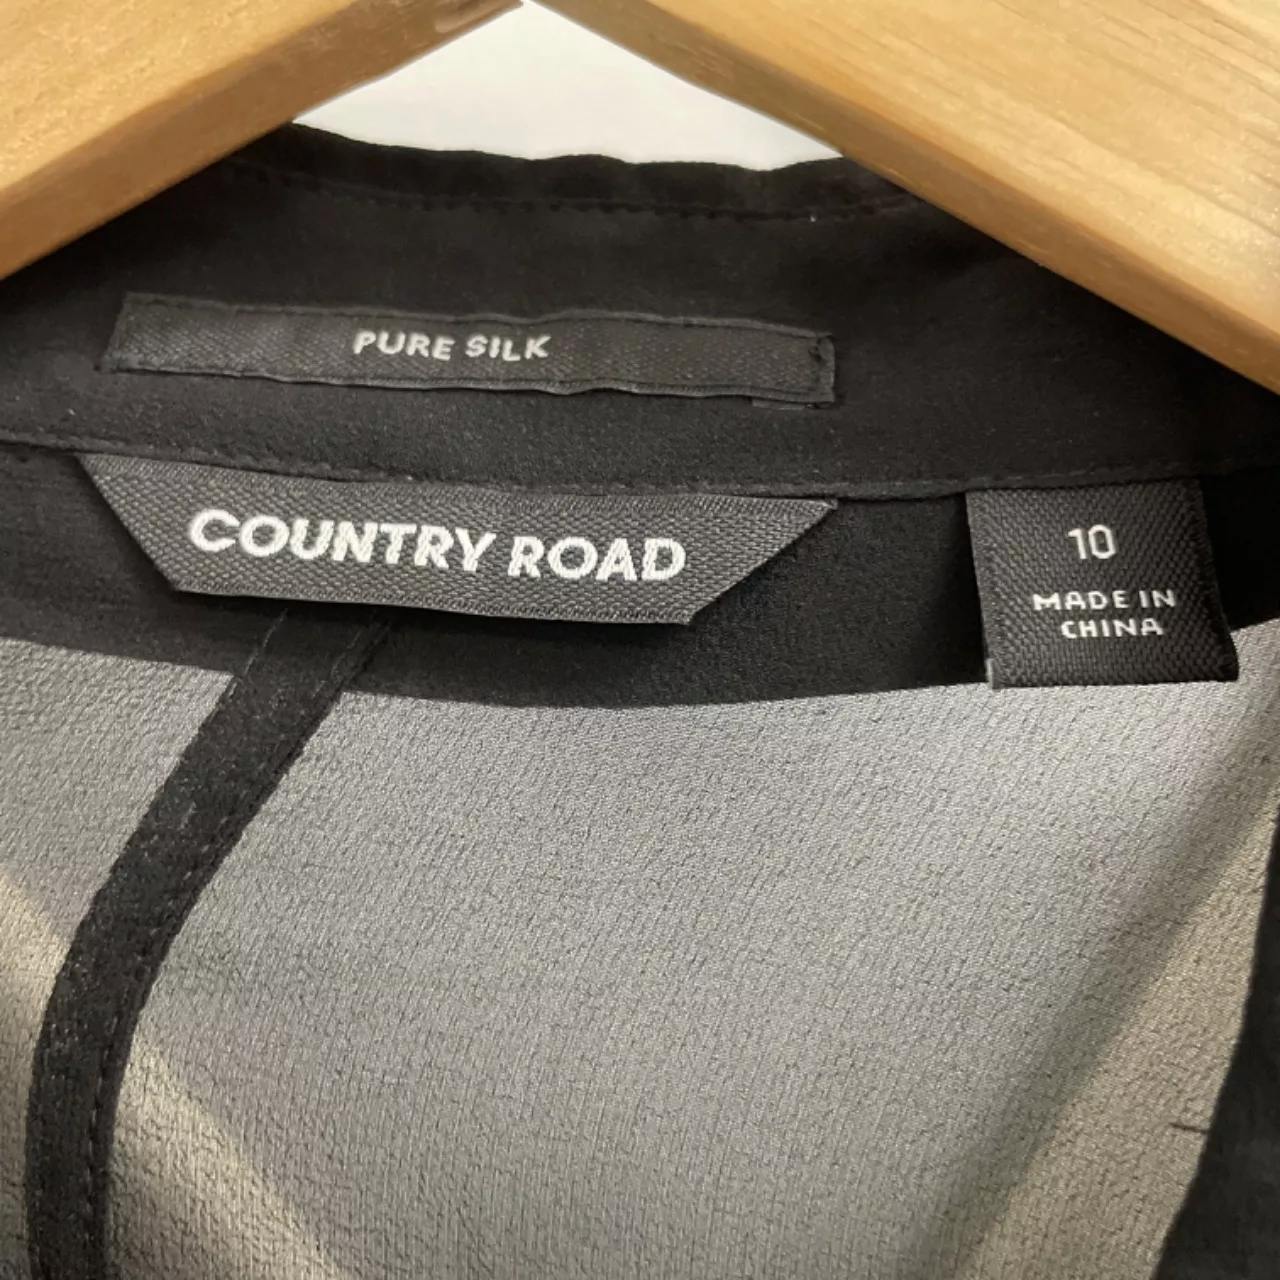 PURE SILK
COUNTRY ROAD
10
MADE IN
CHINA